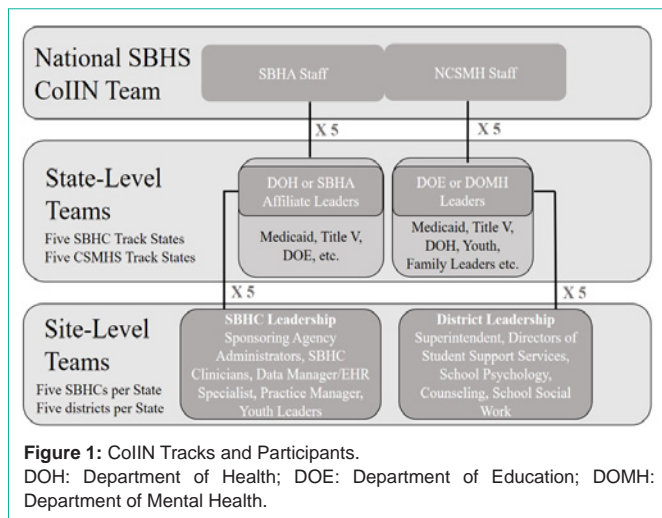 National SBHS
CoIIN Team
SBHA Staff
NCSMH Staff
X 5
X 5
State-Level
Teams
Five SBHC Track States
Five CSMHS Track States
DOH or SBHA
Affiliate Leaders
Medicaid, Title V,
DOE, etc.
DOE or DOMH
Leaders
Medicaid, Title V,
DOH, Youth,
Family Leaders etc.
X 5
X 5
Site-Level
Teams
Five SBHCs per State
Five districts per State
SBHC Leadership
Sponsoring Agency
Administrators, SBHC
Clinicians, Data Manager/EHR
Specialist, Practice Manager,
Youth Leaders
District Leadership
Superintendent, Directors of
Student Support Services,
School Psychology,
Counseling, School Social
Work
Figure 1: CoIIN Tracks and Participants.
DOH: Department of Health; DOE: Department of Education; DOMH:
Department of Mental Health.